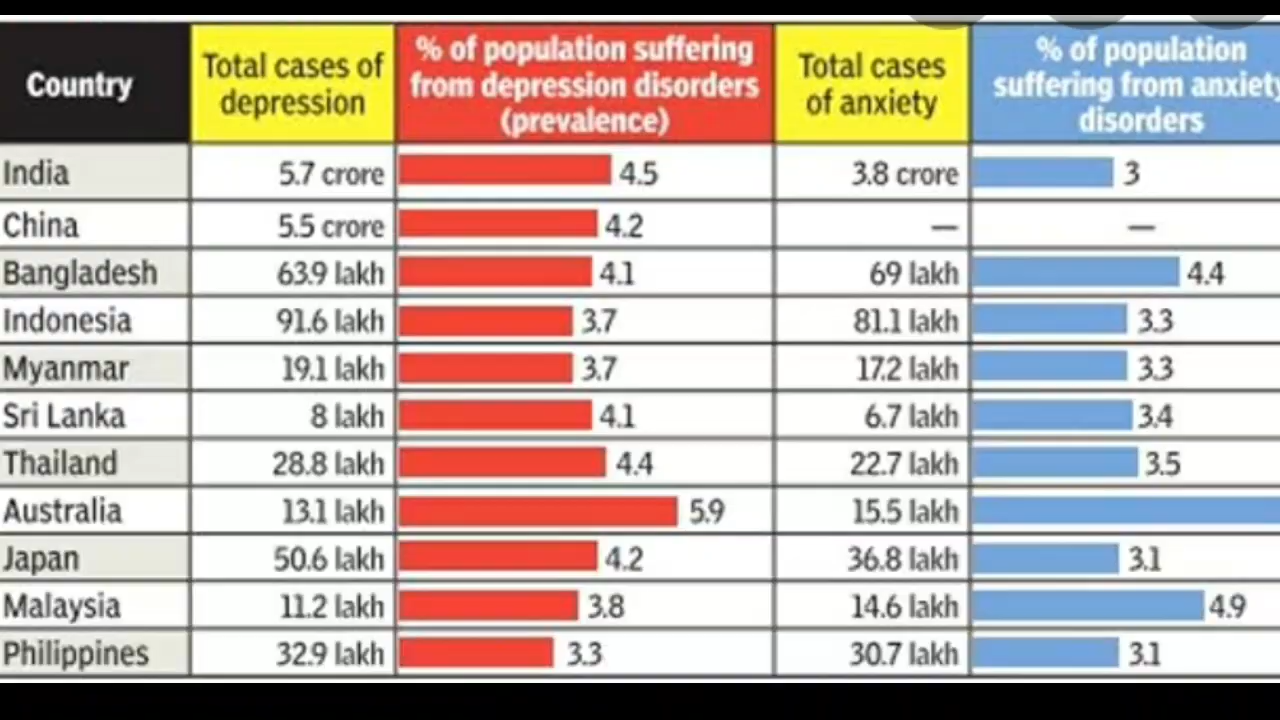 Country
Total cases of
depression
% of population suffering
from depression disorders
(prevalence)
Total cases
of anxiety
% of population
suffering from anxiety
disorders
India 5.7 crore 4.5 3.8 crore 3
China 5.5 crore 4.2 — —
Bangladesh 63.9 lakh 4.1 69 lakh 4.4
Indonesia 91.6 lakh 3.7 81.1 lakh 3.3
Myanmar 19.1 lakh 3.7 17.2 lakh 3.3
Sri Lanka 8 lakh 4.1 6.7 lakh 3.4
Thailand 28.8 lakh 4.4 22.7 lakh 3.5
Australia 13.1 lakh 5.9 15.5 lakh
Japan 50.6 lakh 4.2 36.8 lakh 3.1
Malaysia 11.2 lakh 3.8 14.6 lakh 4.9
Philippines 32.9 lakh 3.3 30.7 lakh 3.1